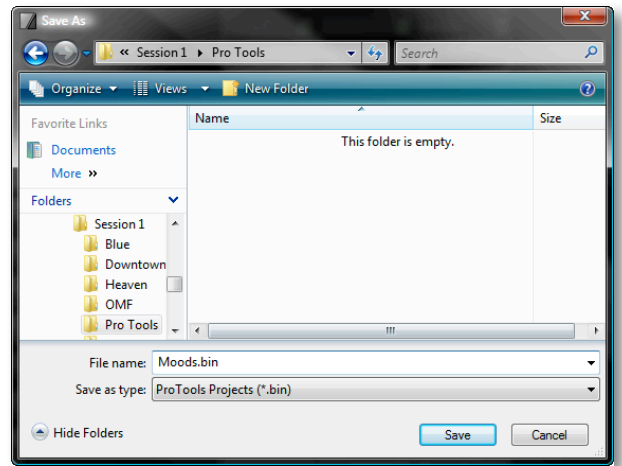 Save As
« Session 1 Pro Tools Search
Organize Views New Folder
Favorite Links
Documents
More »
Folders
Session 1
Blue
Downtown
Heaven
OMF
Pro Tools
Name Size
This folder is empty.
File name: Moods.bin
Save as type: ProTools Projects (*.bin)
Hide Folders Save Cancel